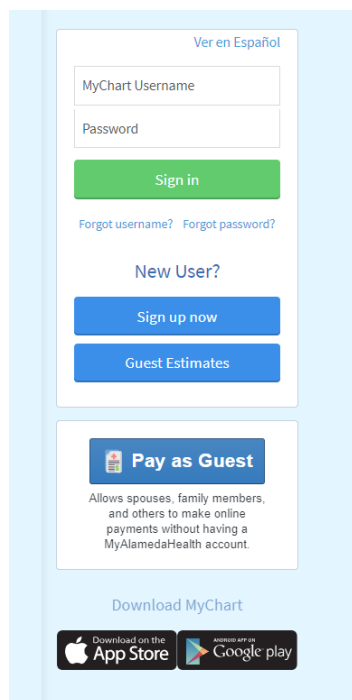 Ver en Español
MyChart Username
Password
Sign in
Forgot username? Forgot password?
New User?
Sign up now
Guest Estimates
Pay as Guest
Allows spouses, family members,
and others to make online
payments without having a
MyAlamedaHealth account.
Download MyChart
Download on the
App Store
ANDROID APP ON
Google play